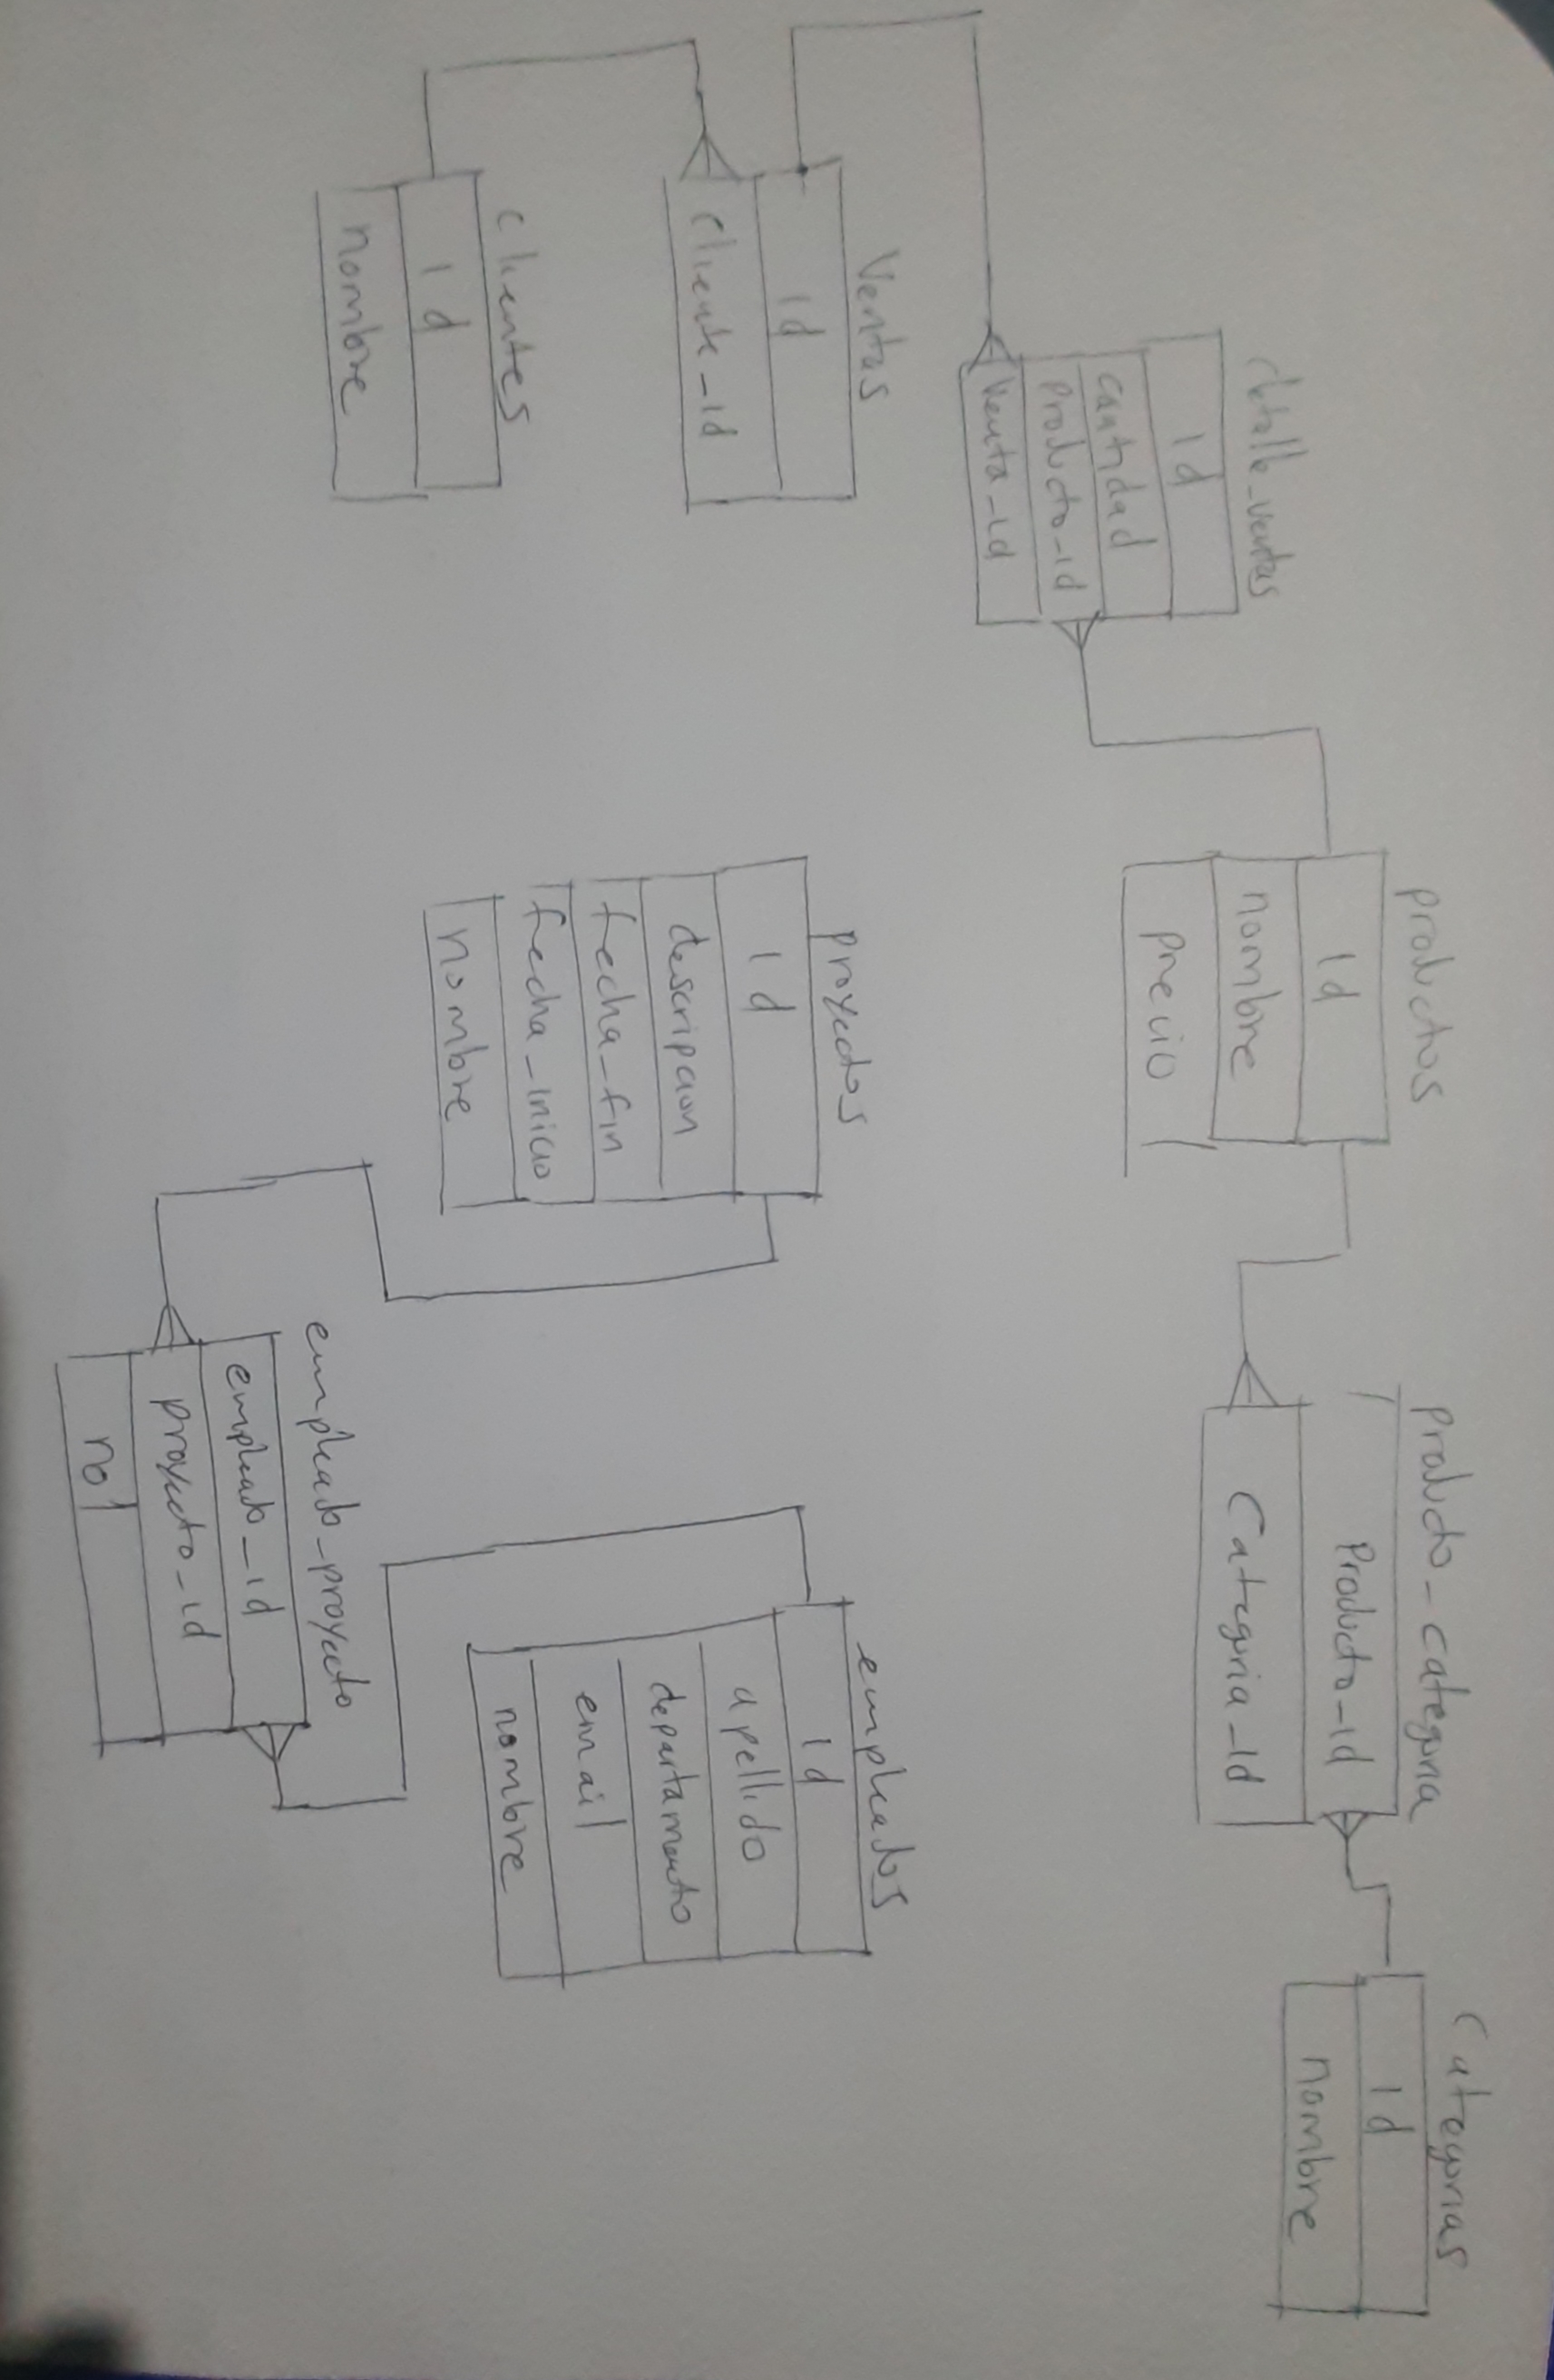 detalle_ventas
Id
cantidad
producto_id
Venta_id
productos
Id
nombre
precio
producto_categoria
Producto_id
Categoria_Id
Categorias
Id
nombre
Ventas
Id
cliente_id
clientes
Id
nombre
proyectos
Id
descripcion
fecha_fin
fecha_inicio
nombre
empleados
Id
apellido
departamento
email
nombre
empleado_proyecto
empleado_id
proyecto_id
rol